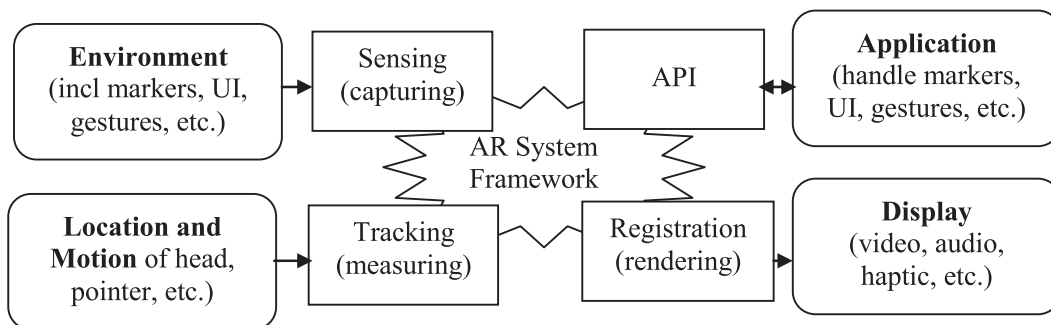 Environment
(incl markers, UI,
gestures, etc.)
Sensing
(capturing)
API
Application
(handle markers,
UI, gestures, etc.)
AR System
Framework
Location and
Motion of head,
pointer, etc.)
Tracking
(measuring)
Registration
(rendering)
Display
(video, audio,
haptic, etc.)